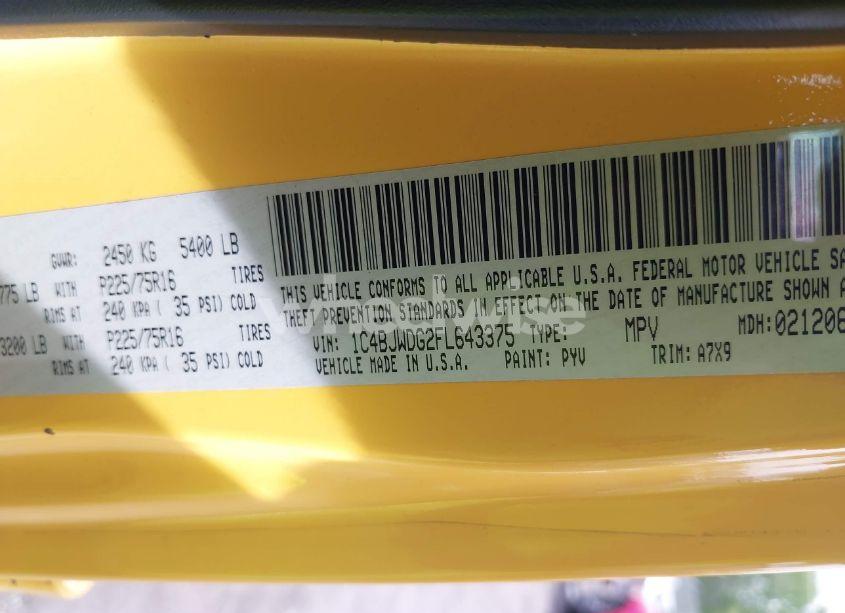 GVWR: 2450 KG 5400 LB
775 LB WITH P225/75R16 TIRES
RIMS AT 240 KPA ( 35 PSI) COLD
3200 LB WITH P225/75R16 TIRES
RIMS AT 240 KPA ( 35 PSI) COLD
THIS VEHICLE CONFORMS TO ALL APPLICABLE U.S.A. FEDERAL MOTOR VEHICLE SA
THEFT PREVENTION STANDARDS IN EFFECT ON THE DATE OF MANUFACTURE SHOWN A
VIN: 1C4BJWDG2FL643375 TYPE: MPV MDH: 021206
VEHICLE MADE IN U.S.A. PAINT: PYV TRIM: A7X9